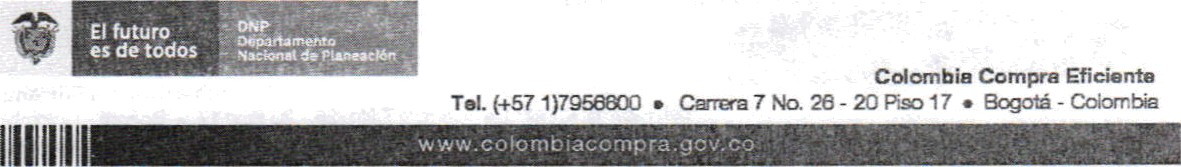 El futuro
es de todos
DNP
Departamento
Nacional de Planeación
Colombia Compra Eficiente
Tel. (+57 1)7956600 • Carrera 7 No. 26 - 20 Piso 17 • Bogotá - Colombia
www.colombiacompra.gov.co